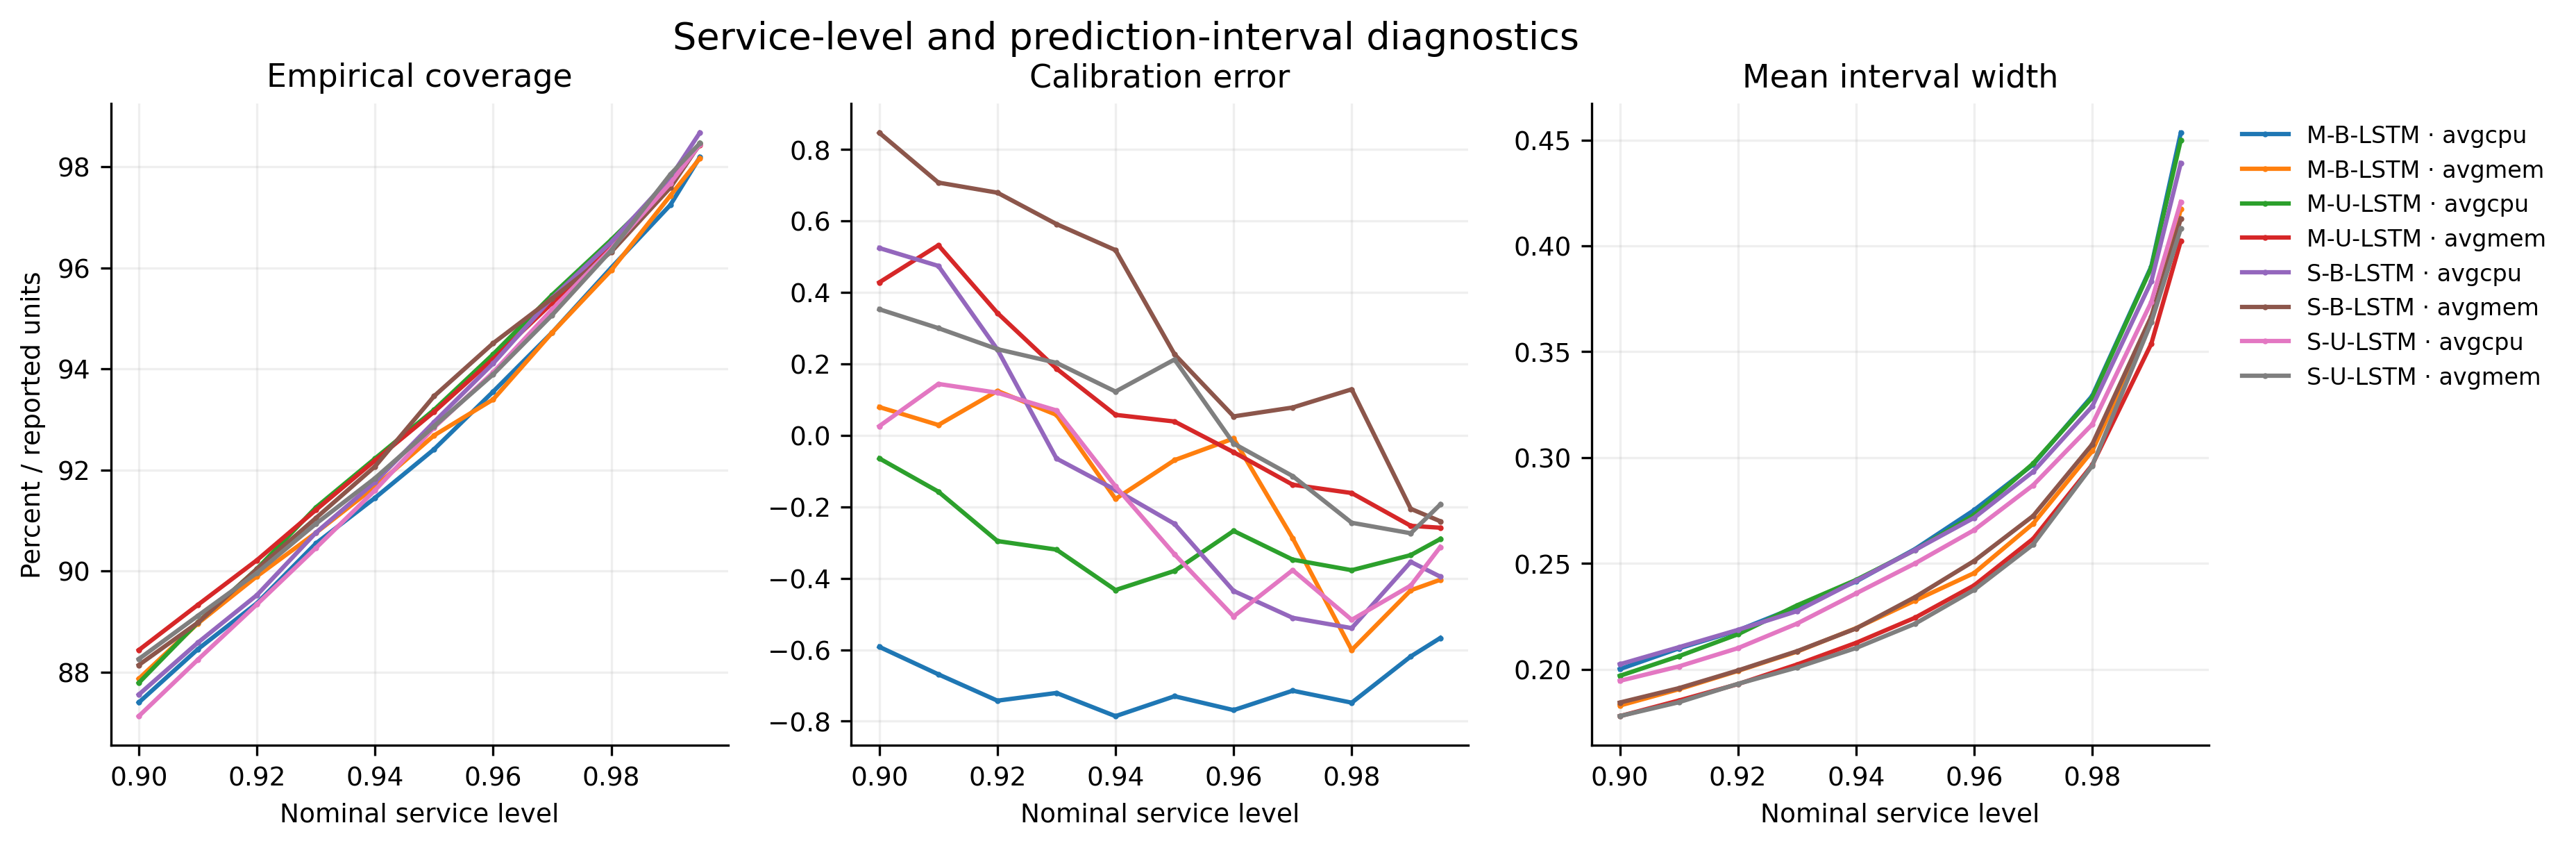 Service-level and prediction-interval diagnostics
Empirical coverage
Percent / reported units
98
96
94
92
90
88
0.90 0.92 0.94 0.96 0.98
Nominal service level
Calibration error
0.8
0.6
0.4
0.2
0.0
−0.2
−0.4
−0.6
−0.8
0.90 0.92 0.94 0.96 0.98
Nominal service level
Mean interval width
0.45
0.40
0.35
0.30
0.25
0.20
0.90 0.92 0.94 0.96 0.98
Nominal service level
M-B-LSTM · avgcpu
M-B-LSTM · avgmem
M-U-LSTM · avgcpu
M-U-LSTM · avgmem
S-B-LSTM · avgcpu
S-B-LSTM · avgmem
S-U-LSTM · avgcpu
S-U-LSTM · avgmem